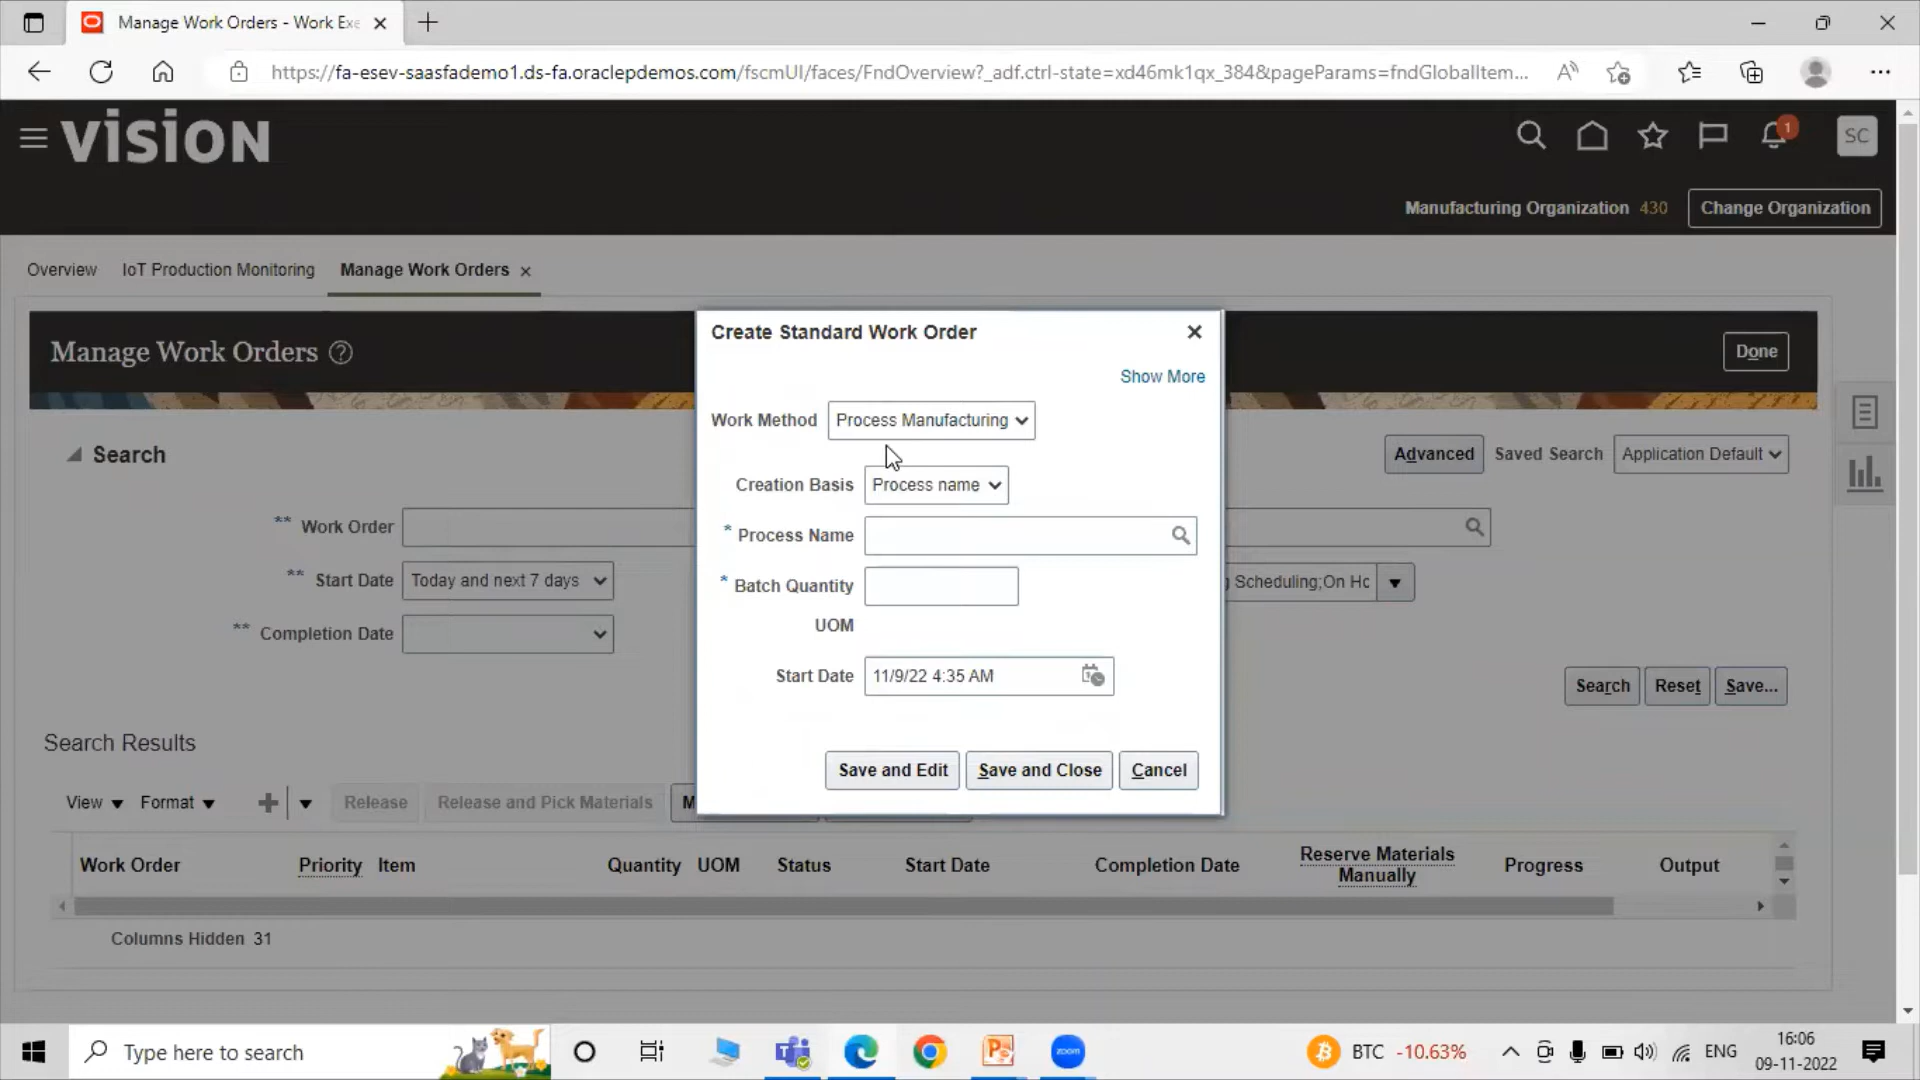 Manage Work Orders - Work Exe
https://fa-esev-saasfademo1.ds-fa.oraclepdemos.com/fscmUI/faces/FndOverview?_adf.ctrl-state=xd46mk1qx_384&pageParams=fndGlobalItem...
VISION
1
SC
Manufacturing Organization 430 Change Organization
Overview IoT Production Monitoring Manage Work Orders
Manage Work Orders
Done
Create Standard Work Order
Show More
Work Method Process Manufacturing
Creation Basis Process name
* Process Name
* Batch Quantity
UOM
Start Date 11/9/22 4:35 AM
Save and Edit Save and Close Cancel
Search
Advanced Saved Search Application Default
** Work Order
** Start Date Today and next 7 days
Scheduling;On Ho
** Completion Date
Search Reset Save...
Search Results
View Format Release Release and Pick Materials
Work Order Priority Item Quantity UOM Status Start Date Completion Date Reserve Materials Manually Progress Output
Columns Hidden 31
Type here to search
zoom
BTC -10.63%
ENG
16:06
09-11-2022